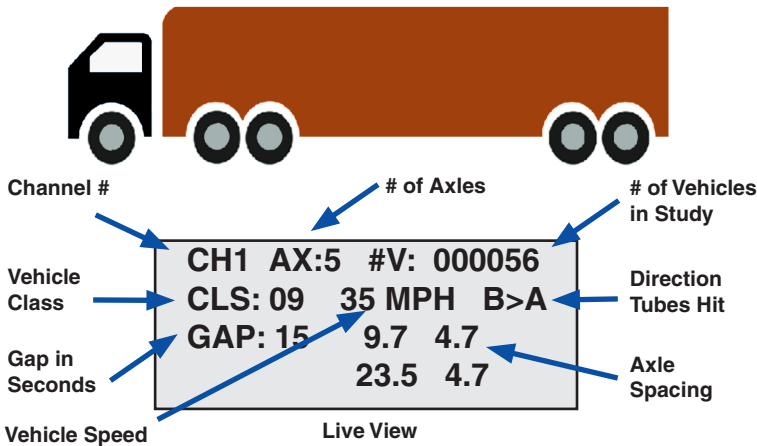 Channel #
# of Axles
# of Vehicles
in Study
CH1 AX:5 #V: 000056
Vehicle
Class
CLS: 09 35 MPH B>A
Direction
Tubes Hit
GAP: 15 9.7 4.7
Gap in
Seconds
23.5 4.7
Axle
Spacing
Vehicle Speed
Live View